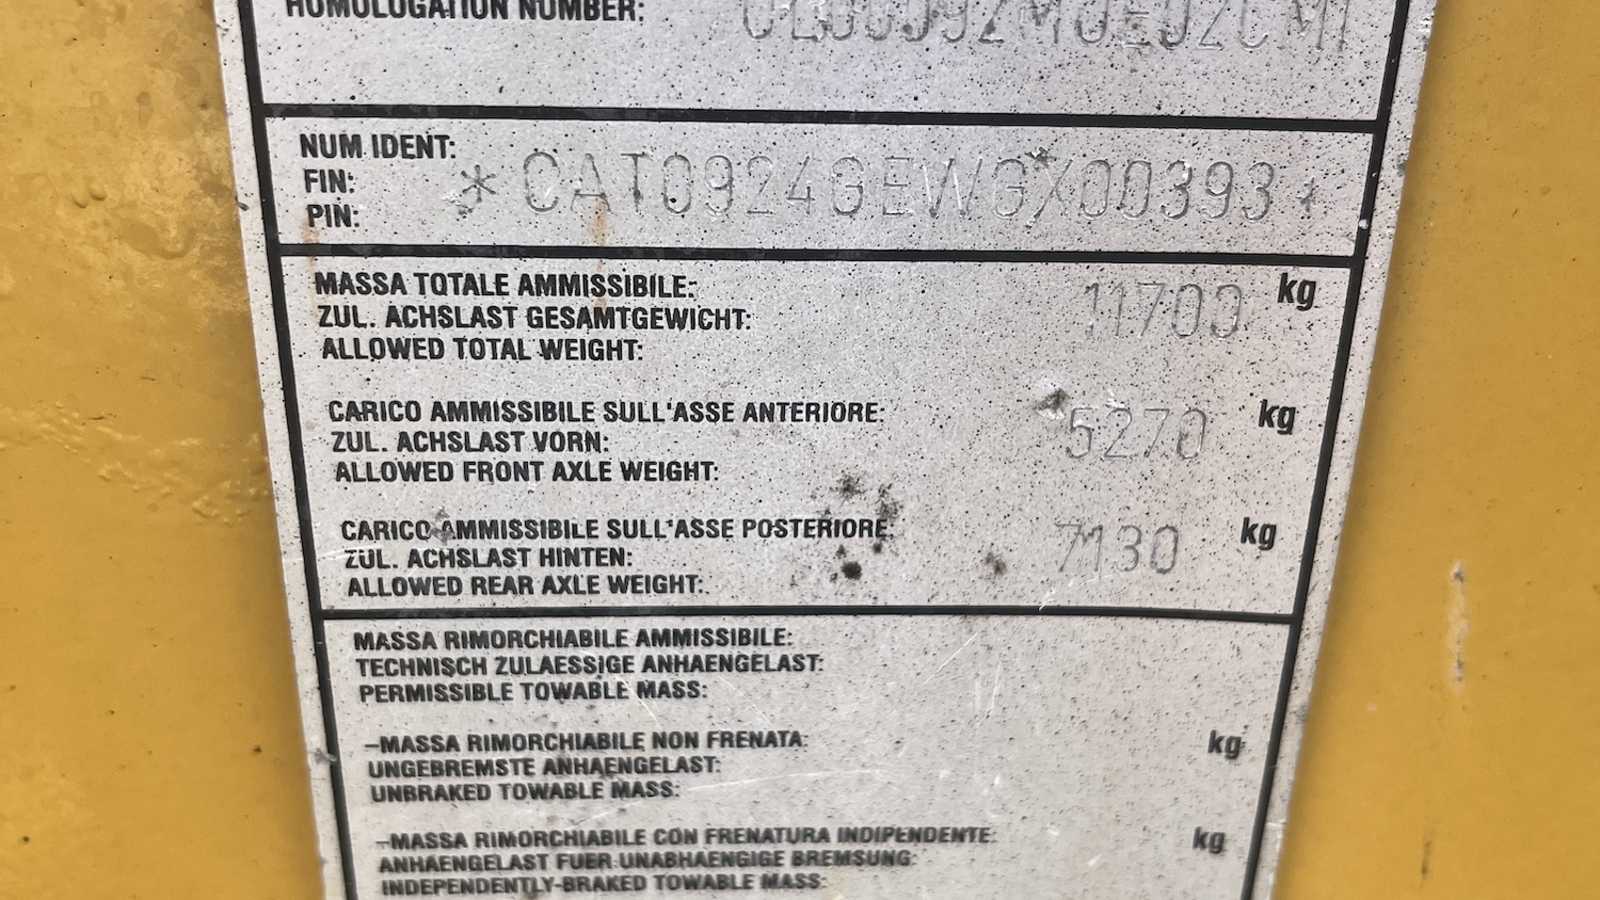 HOMOLOGATION NUMBER:
NUM IDENT:
FIN:
PIN:
*CAT0924GEWGX00393*
MASSA TOTALE AMMISSIBILE: 11700 kg
ZUL. ACHSLAST GESAMTGEWICHT:
ALLOWED TOTAL WEIGHT:
CARICO AMMISSIBILE SULL'ASSE ANTERIORE: 5270 kg
ZUL. ACHSLAST VORN:
ALLOWED FRONT AXLE WEIGHT:
CARICO AMMISSIBILE SULL'ASSE POSTERIORE: 7130 kg
ZUL. ACHSLAST HINTEN:
ALLOWED REAR AXLE WEIGHT:
MASSA RIMORCHIABILE AMMISSIBILE:
TECHNISCH ZULAESSIGE ANHAENGELAST:
PERMISSIBLE TOWABLE MASS:
-MASSA RIMORCHIABILE NON FRENATA: kg
UNGEBREMSTE ANHAENGELAST:
UNBRAKED TOWABLE MASS:
-MASSA RIMORCHIABILE CON FRENATURA INDIPENDENTE: kg
ANHAENGELAST FUER UNABHAENGIGE BREMSUNG:
INDEPENDENTLY-BRAKED TOWABLE MASS: